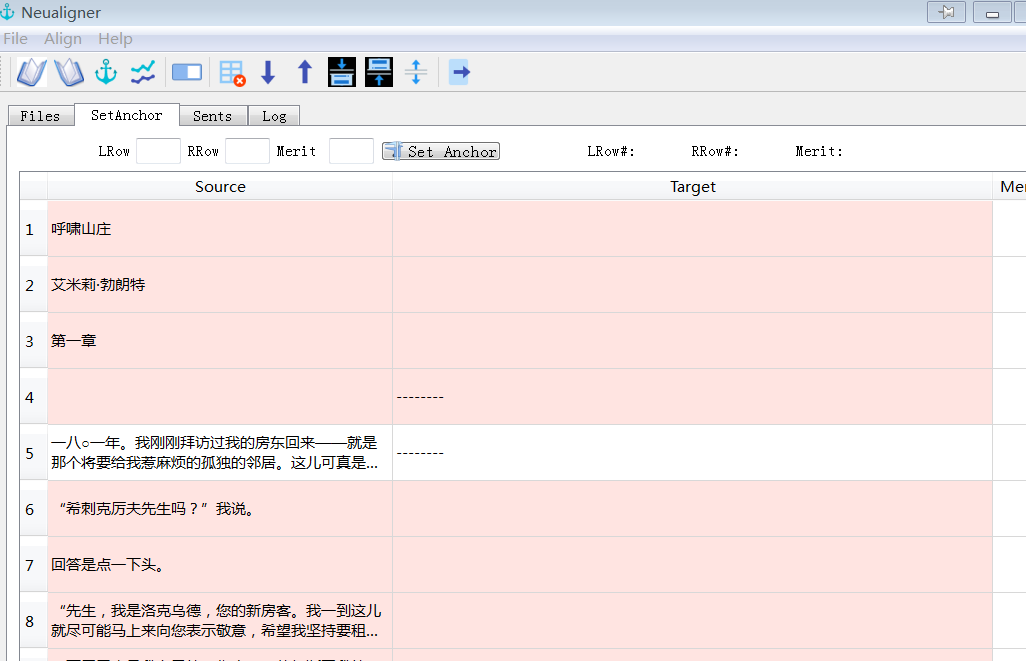 Neualigner
File Align Help
Files SetAnchor Sents Log
LRow RRow Merit Set Anchor LRow#: RRow#: Merit:
Source Target Mer
1 呼啸山庄
2 艾米莉·勃朗特
3 第一章
4 --------
5 一八○一年。我刚刚拜访过我的房东回来——就是
那个将要给我惹麻烦的孤独的邻居。这儿可真是... --------
6 “希刺克厉夫先生吗？”我说。
7 回答是点一下头。
8 “先生，我是洛克乌德，您的新房客。我一到这儿
就尽可能马上来向您表示敬意，希望我坚持要租...